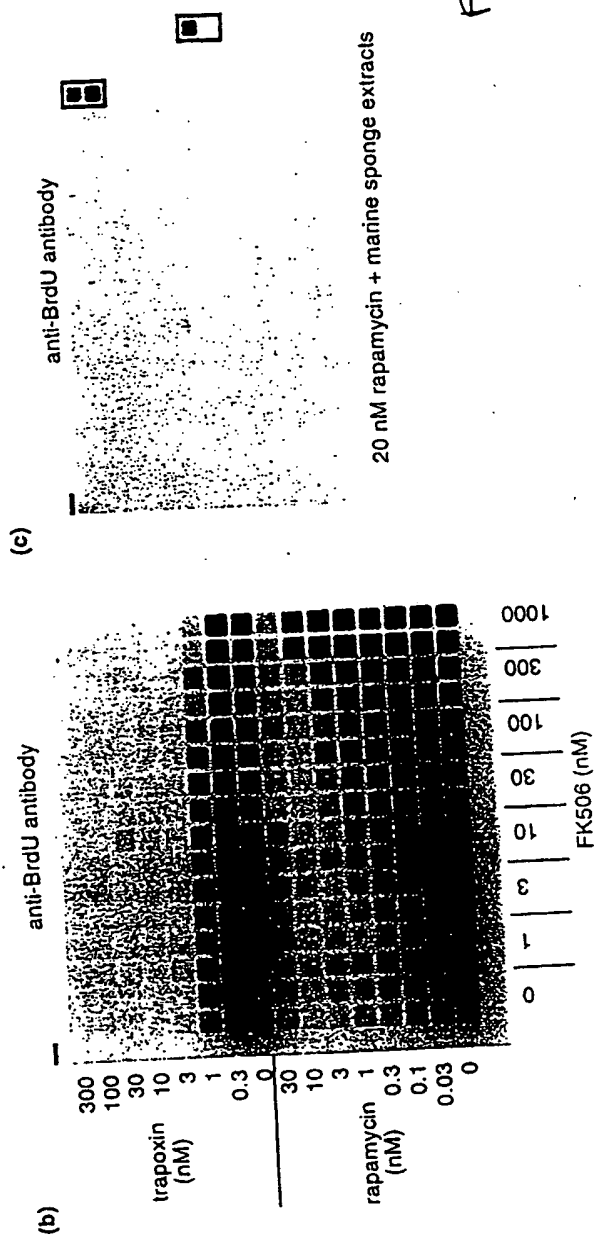 (b)
anti-BrdU antibody
trapoxin
(nM)
300
100
30
10
3
1
0.3
0
rapamycin
(nM)
30
10
3
1
0.3
0.1
0.03
0
0
1
3
10
30
100
300
1000
FK506 (nM)
(c)
anti-BrdU antibody
20 nM rapamycin + marine sponge extracts